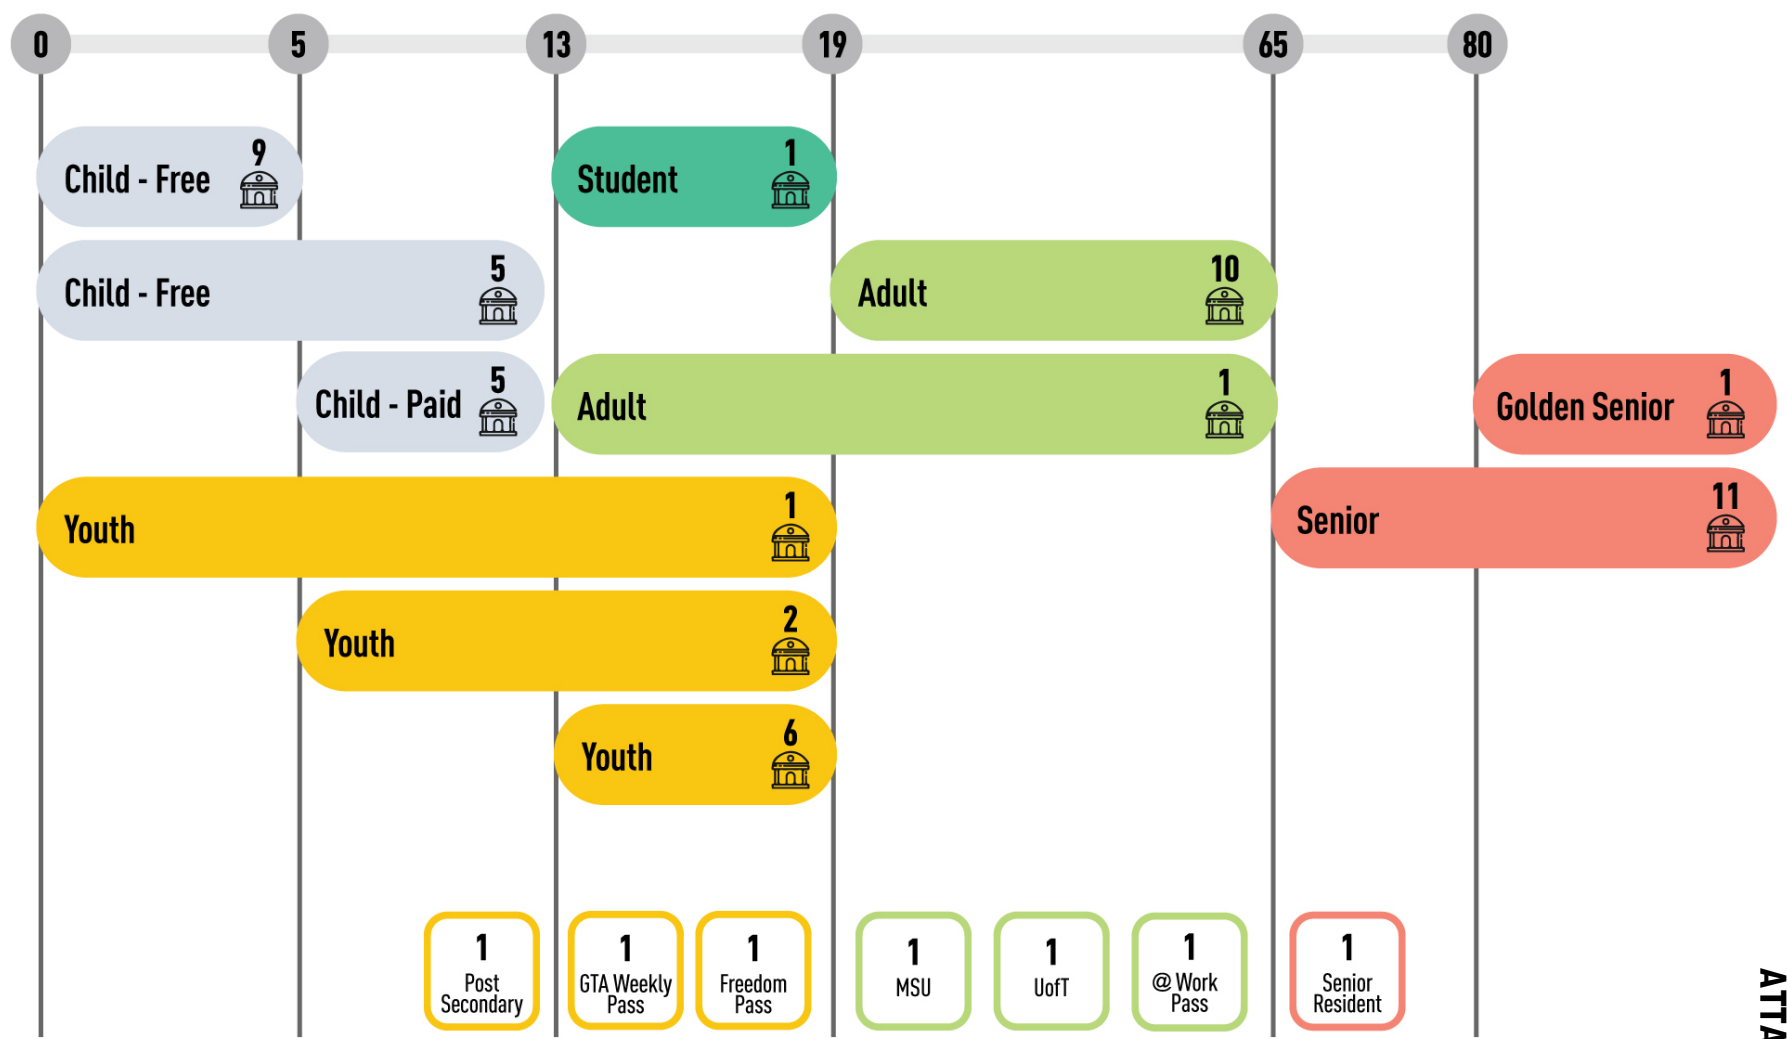 0 5 13 19 65 80
9
Child - Free
1
Student
5
Child - Free
10
Adult
5
Child - Paid
1
Adult
1
Golden Senior
1
Youth
11
Senior
2
Youth
6
Youth
1
Post
Secondary
1
GTA Weekly
Pass
1
Freedom
Pass
1
MSU
1
UofT
1
@ Work
Pass
1
Senior
Resident
ATTA